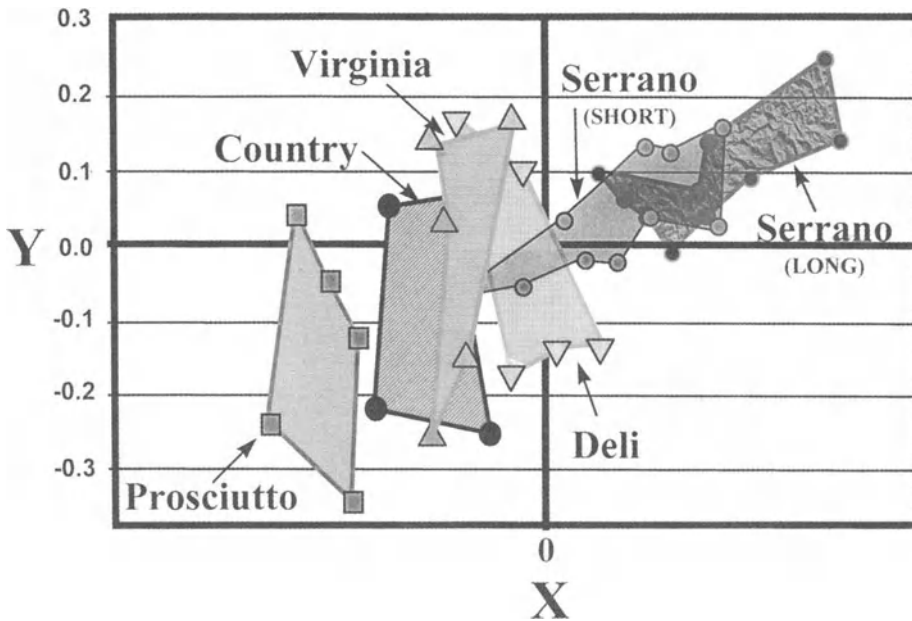 0.3
0.2
0.1
0.0
-0.1
-0.2
-0.3
Y
Virginia
Country
Serrano
(SHORT)
Serrano
(LONG)
Deli
Prosciutto
0
X